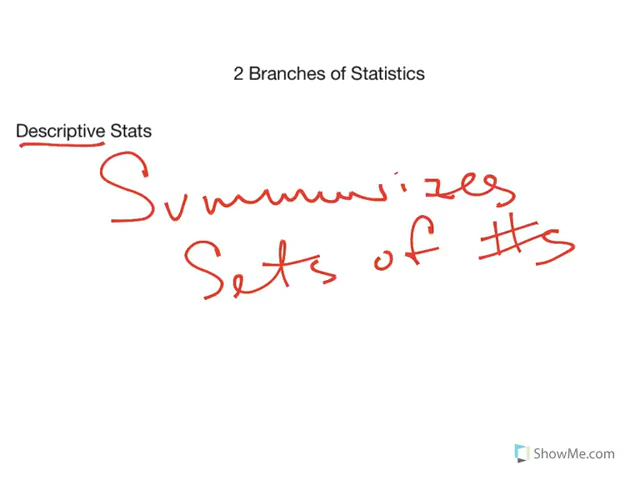 2 Branches of Statistics
Descriptive Stats
Summarizes
Sets of #s
ShowMe.com